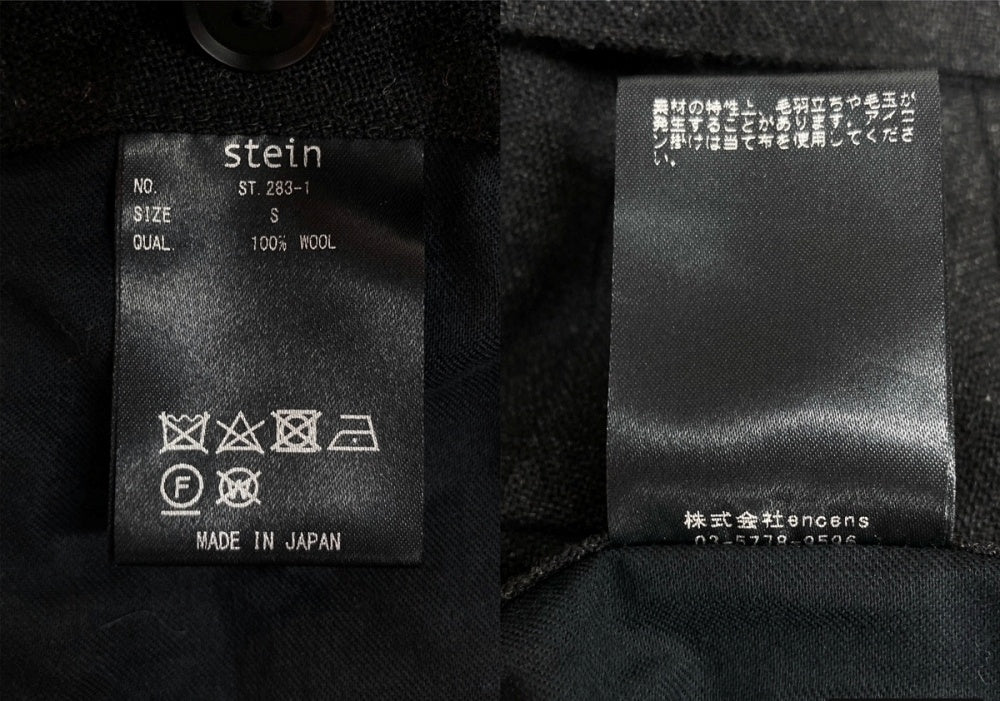 stein
NO. ST.283-1
SIZE S
QUAL. 100% WOOL
F
W
MADE IN JAPAN
素材の特性上、毛羽立ちや毛玉が
発生することがあります。アイロ
ン掛けは当て布を使用してくださ
い。
株式会社encens